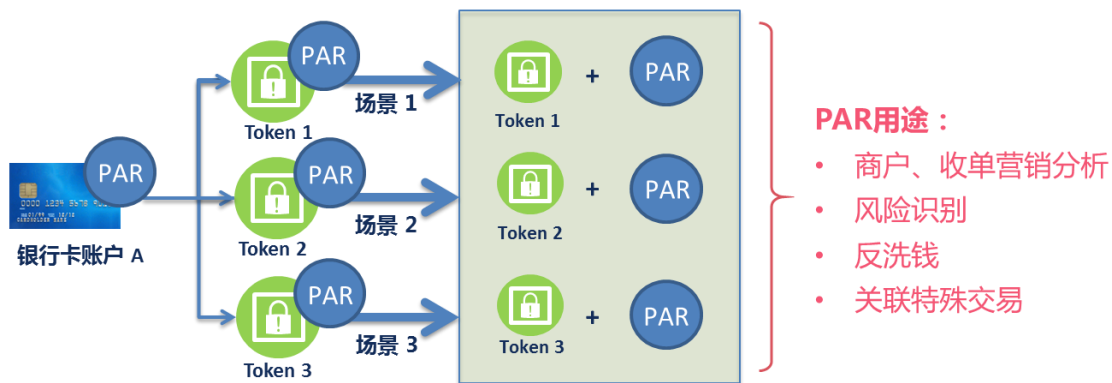 PAR
银行卡账户 A
PAR
Token 1
场景 1
PAR
Token 2
场景 2
PAR
Token 3
场景 3
Token 1
+
PAR
Token 2
+
PAR
Token 3
+
PAR
PAR用途：
• 商户、收单营销分析
• 风险识别
• 反洗钱
• 关联特殊交易
0000 1234 5678